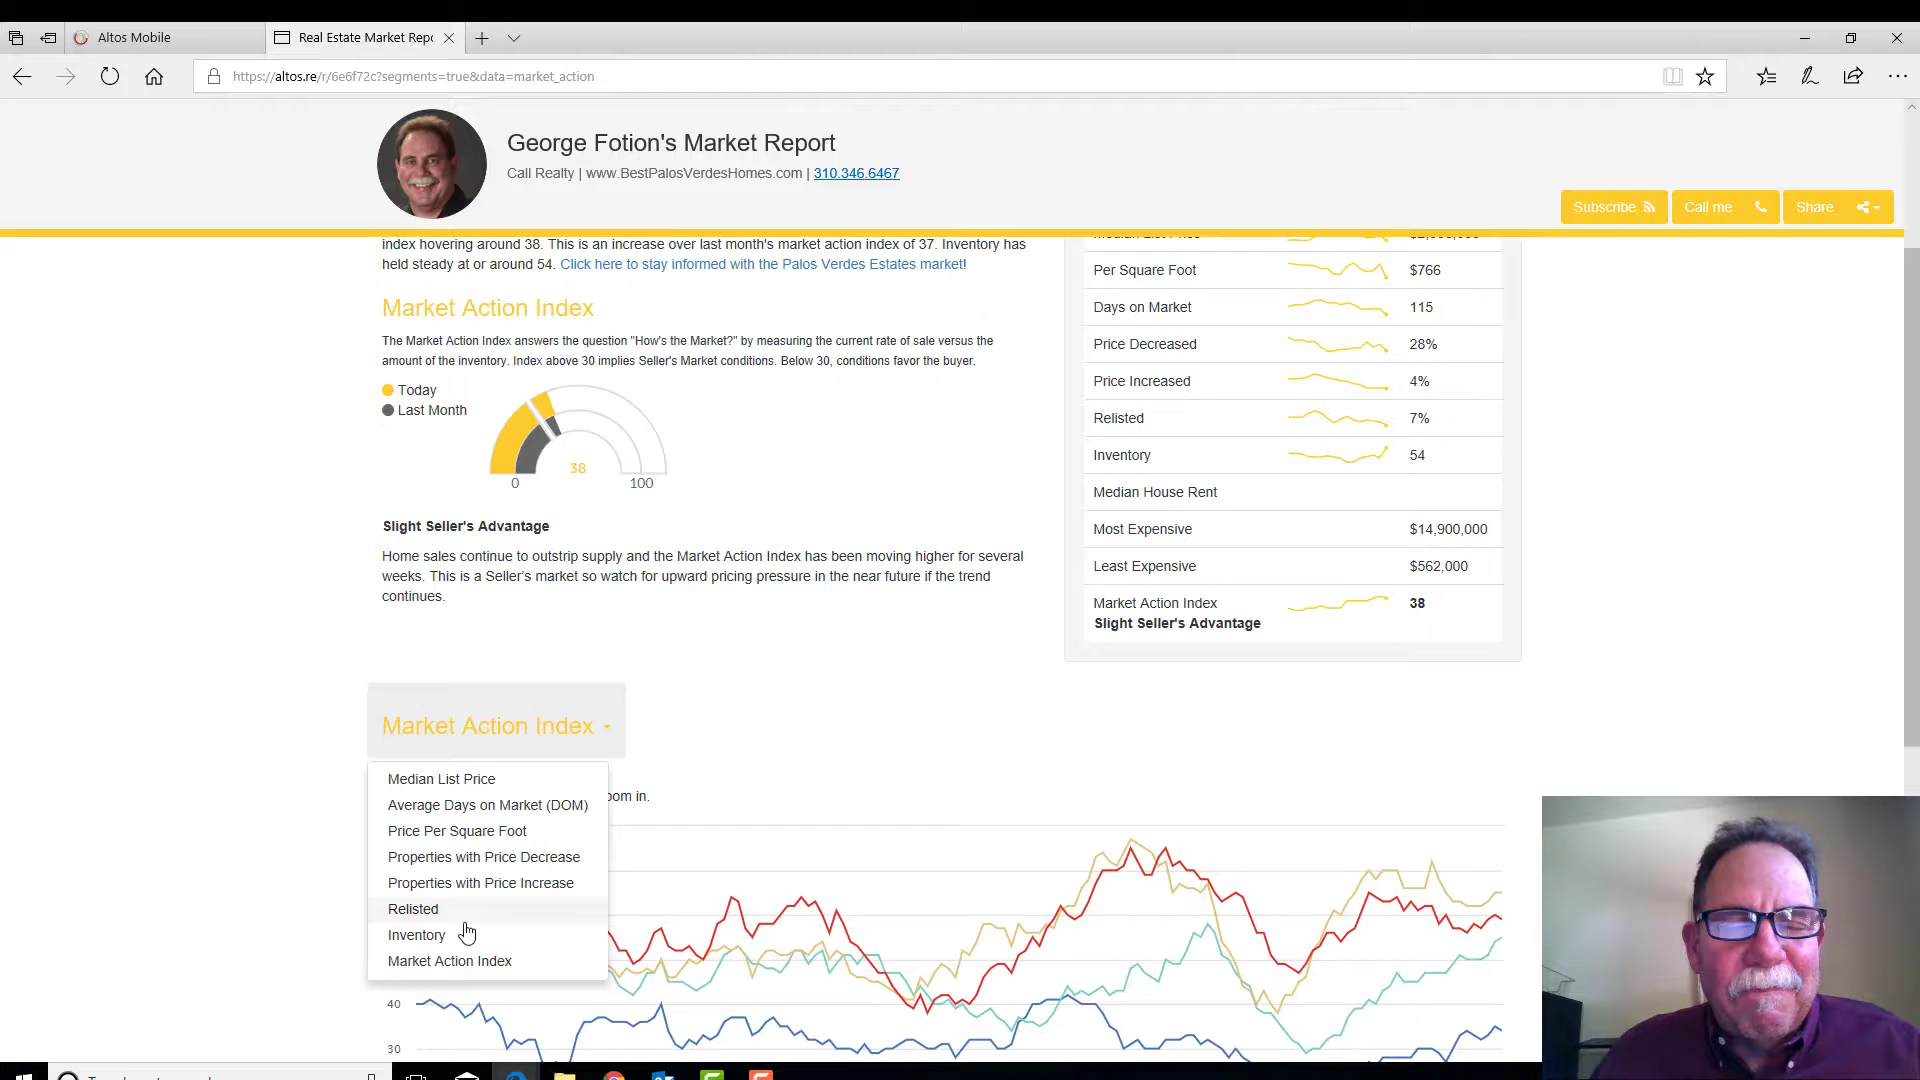 Altos Mobile
Real Estate Market Repo
https://altos.re/r/6e6f72c?segments=true&data=market_action
George Fotion's Market Report
Call Realty | www.BestPalosVerdesHomes.com | 310.346.6467
Subscribe
Call me
Share
index hovering around 38. This is an increase over last month's market action index of 37. Inventory has
held steady at or around 54. Click here to stay informed with the Palos Verdes Estates market!
Market Action Index
The Market Action Index answers the question "How's the Market?" by measuring the current rate of sale versus the
amount of the inventory. Index above 30 implies Seller's Market conditions. Below 30, conditions favor the buyer.
Today
Last Month
38
0
100
Slight Seller's Advantage
Home sales continue to outstrip supply and the Market Action Index has been moving higher for several
weeks. This is a Seller's market so watch for upward pricing pressure in the near future if the trend
continues.
Per Square Foot $766
Days on Market 115
Price Decreased 28%
Price Increased 4%
Relisted 7%
Inventory 54
Median House Rent
Most Expensive $14,900,000
Least Expensive $562,000
Market Action Index 38
Slight Seller's Advantage
Market Action Index
Median List Price
Average Days on Market (DOM)
Price Per Square Foot
Properties with Price Decrease
Properties with Price Increase
Relisted
Inventory
Market Action Index
oom in.
40
30